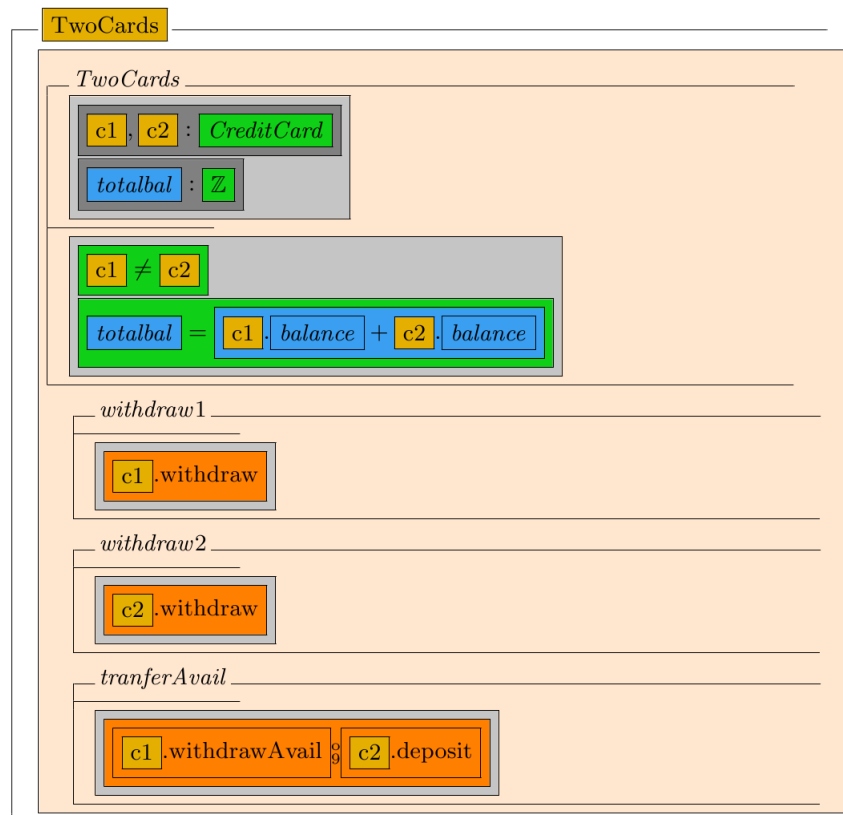 TwoCards
TwoCards
c1, c2 : CreditCard
totalbal : ℤ
c1 ≠ c2
totalbal = c1.balance + c2.balance
withdraw1
c1.withdraw
withdraw2
c2.withdraw
tranferAvail
c1.withdrawAvail ⨟ c2.deposit